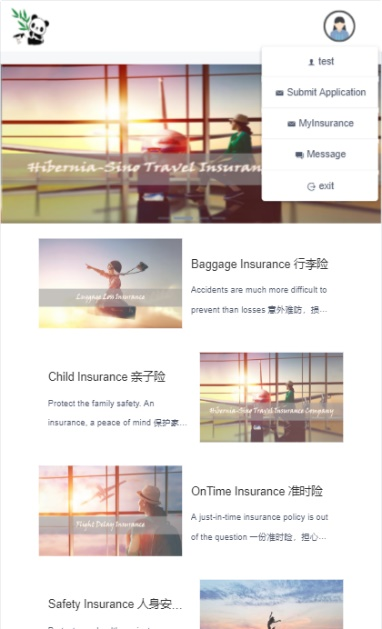 test
Submit Application
MyInsurance
Message
exit
Hibernia-Sino Travel Insuran
Baggage Insurance 行李险
Accidents are much more difficult to
prevent than losses 意外难防，损...
Luggage Loss Insurance
Child Insurance 亲子险
Protect the family safety. An
insurance, a peace of mind 保护家...
Hibernia-Sino Travel Insurance Company
OnTime Insurance 准时险
A just-in-time insurance policy is out
of the question 一份准时险，担心...
Flight Delay Insurance
Safety Insurance 人身安...